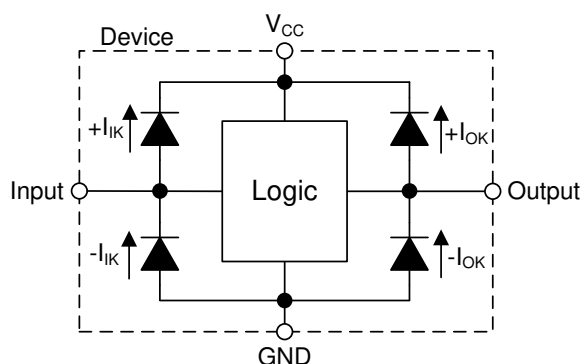 Device
VCC
+IIK
+IOK
Input
Logic
Output
-IIK
-IOK
GND